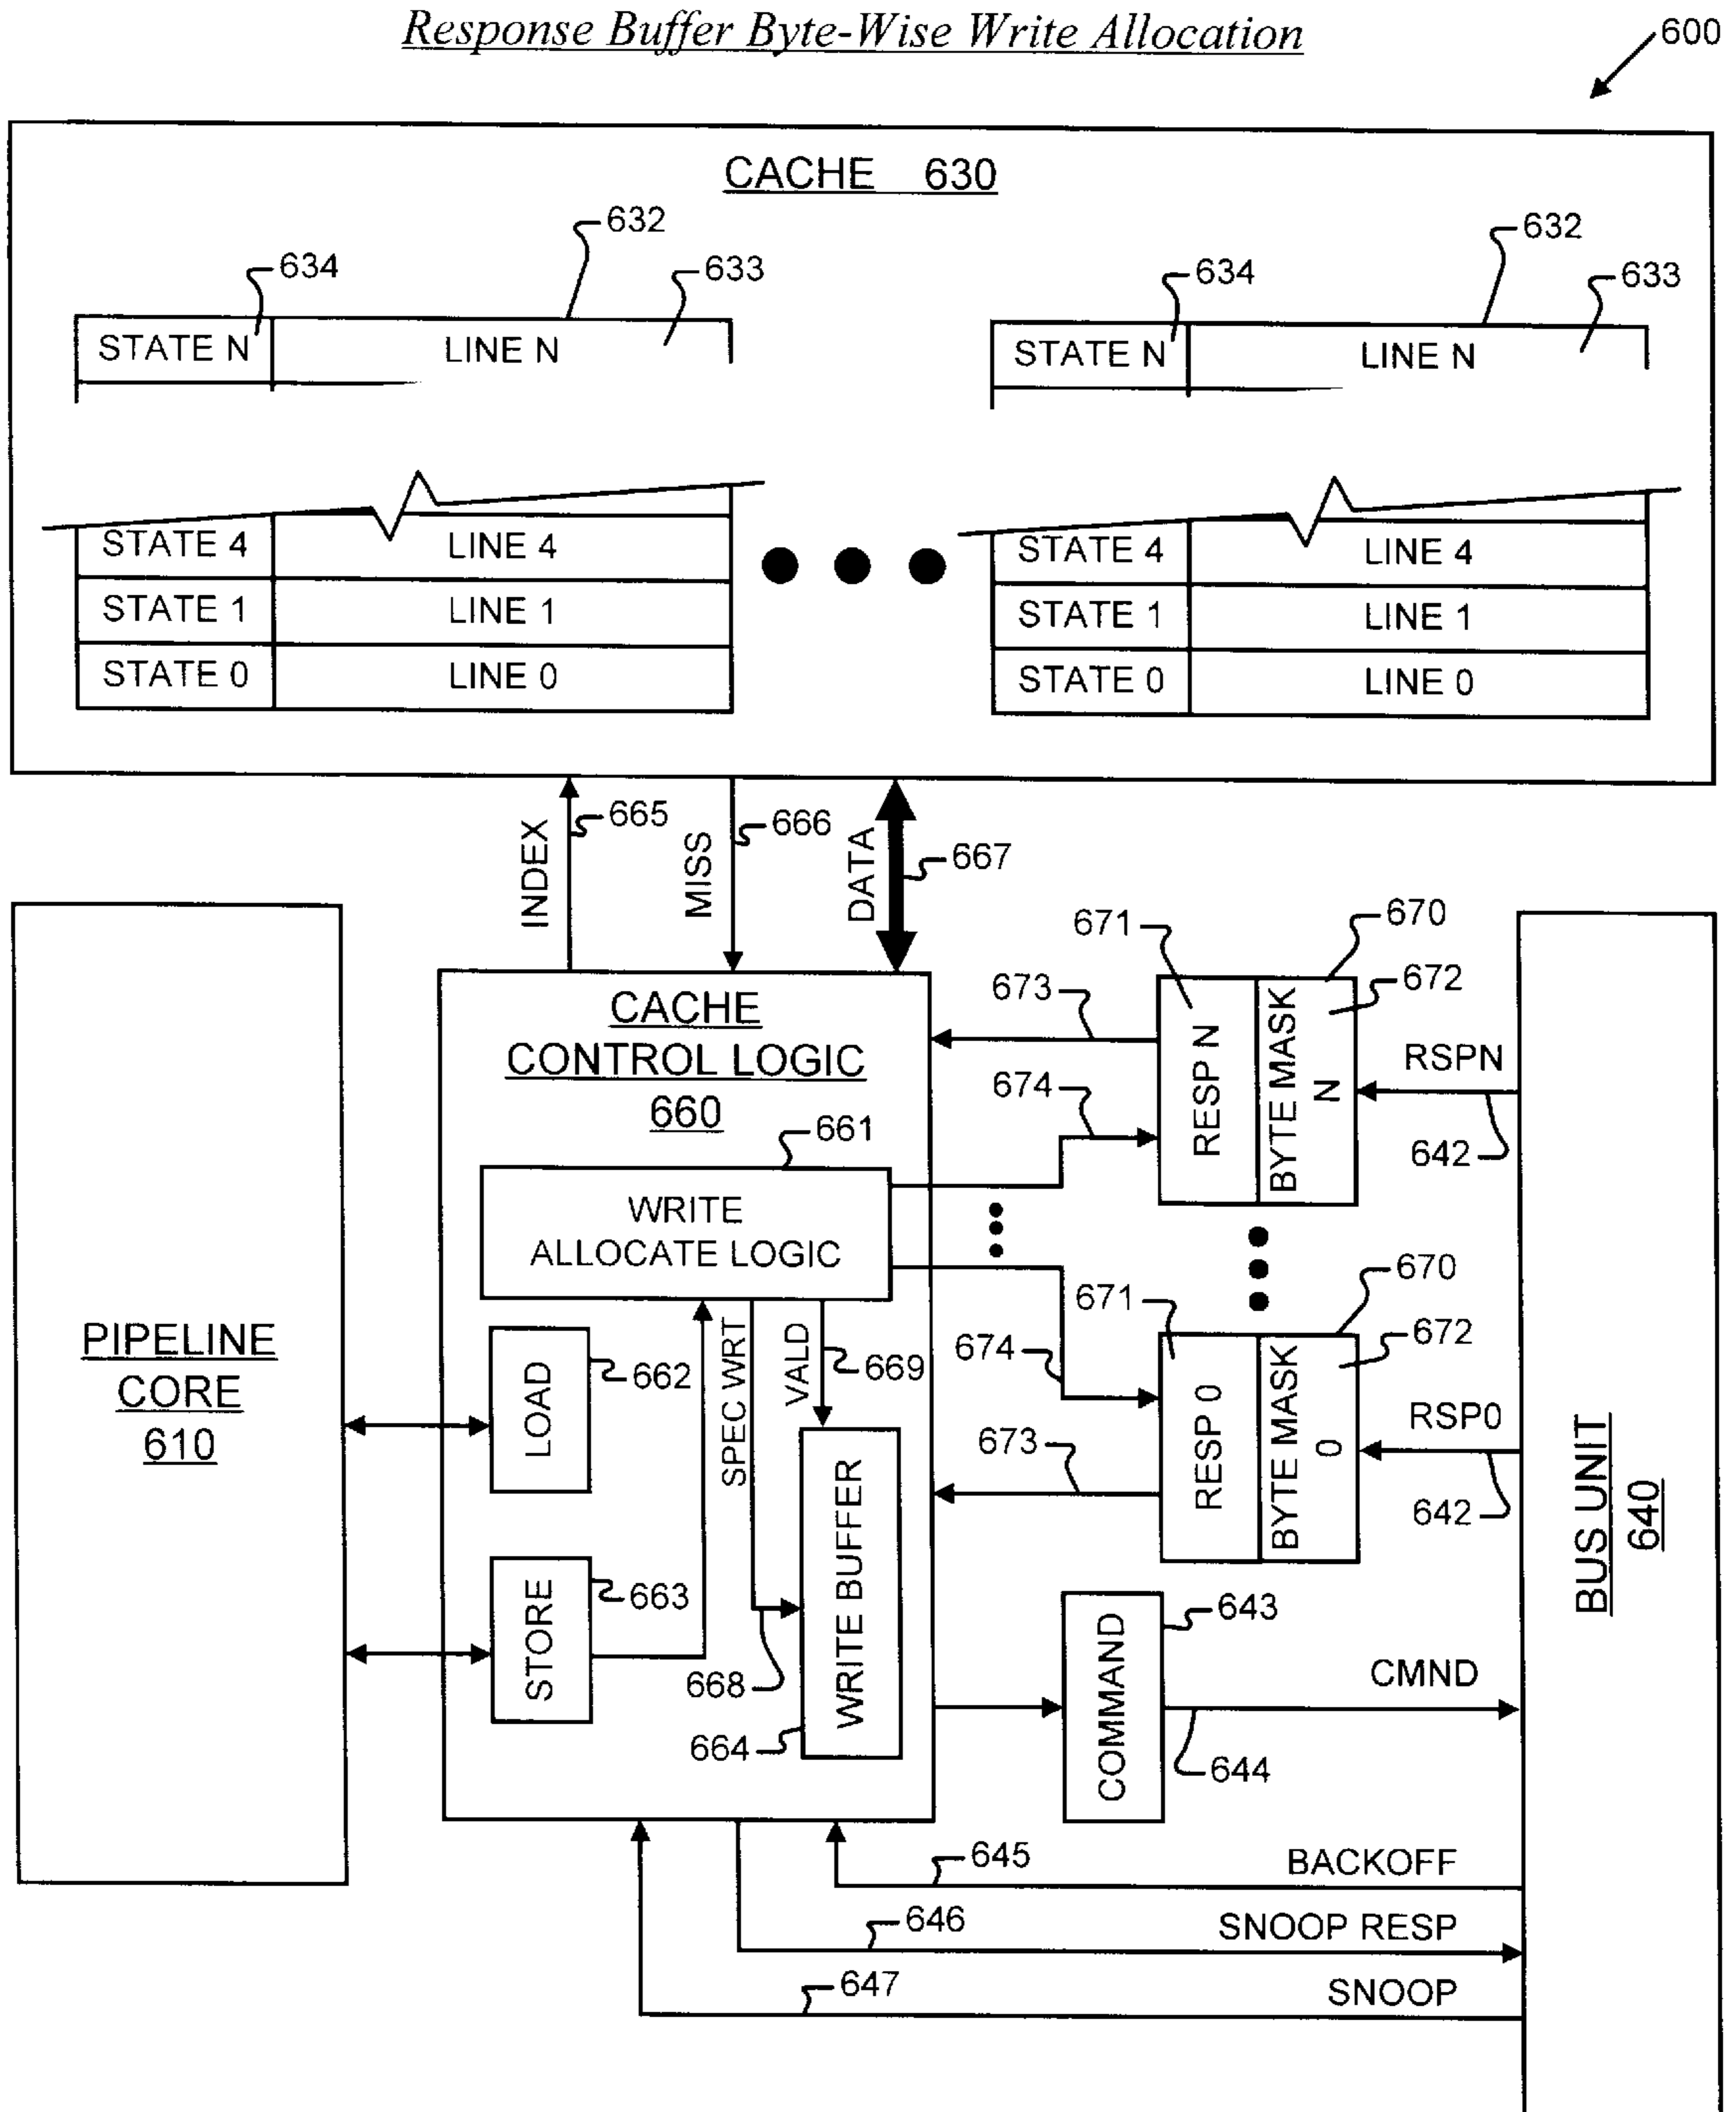 Response Buffer Byte-Wise Write Allocation
600
CACHE 630
632
632
634
633
634
633
STATE N
LINE N
STATE N
LINE N
STATE 4
LINE 4
STATE 4
LINE 4
STATE 1
LINE 1
STATE 1
LINE 1
STATE 0
LINE 0
STATE 0
LINE 0
INDEX
665
MISS
666
DATA
667
PIPELINE
CORE
610
CACHE
CONTROL LOGIC
660
661
WRITE
ALLOCATE LOGIC
LOAD
662
STORE
663
SPEC WRT
668
VALD
669
WRITE BUFFER
664
671
670
672
673
674
RESP N
BYTE MASK
N
RSPN
642
671
670
672
674
673
RESP 0
BYTE MASK
0
RSP0
642
COMMAND
643
CMND
644
BUS UNIT
640
645
BACKOFF
646
SNOOP RESP
647
SNOOP